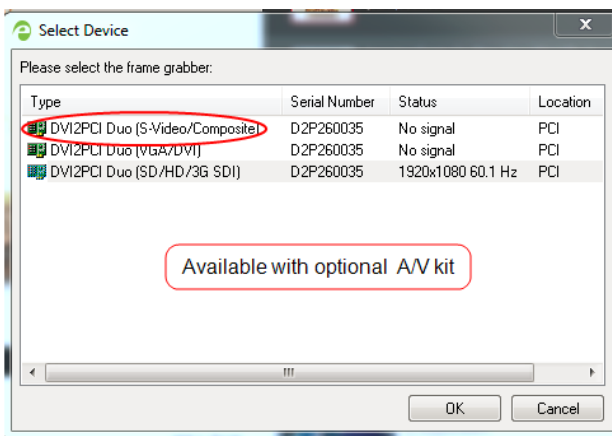 Select Device
x
Please select the frame grabber:
Type Serial Number Status Location
DVI2PCI Duo (S-Video/Composite) D2P260035 No signal PCI
DVI2PCI Duo (VGA/DVI) D2P260035 No signal PCI
DVI2PCI Duo (SD/HD/3G SDI) D2P260035 1920x1080 60.1 Hz PCI
Available with optional A/V kit
OK Cancel